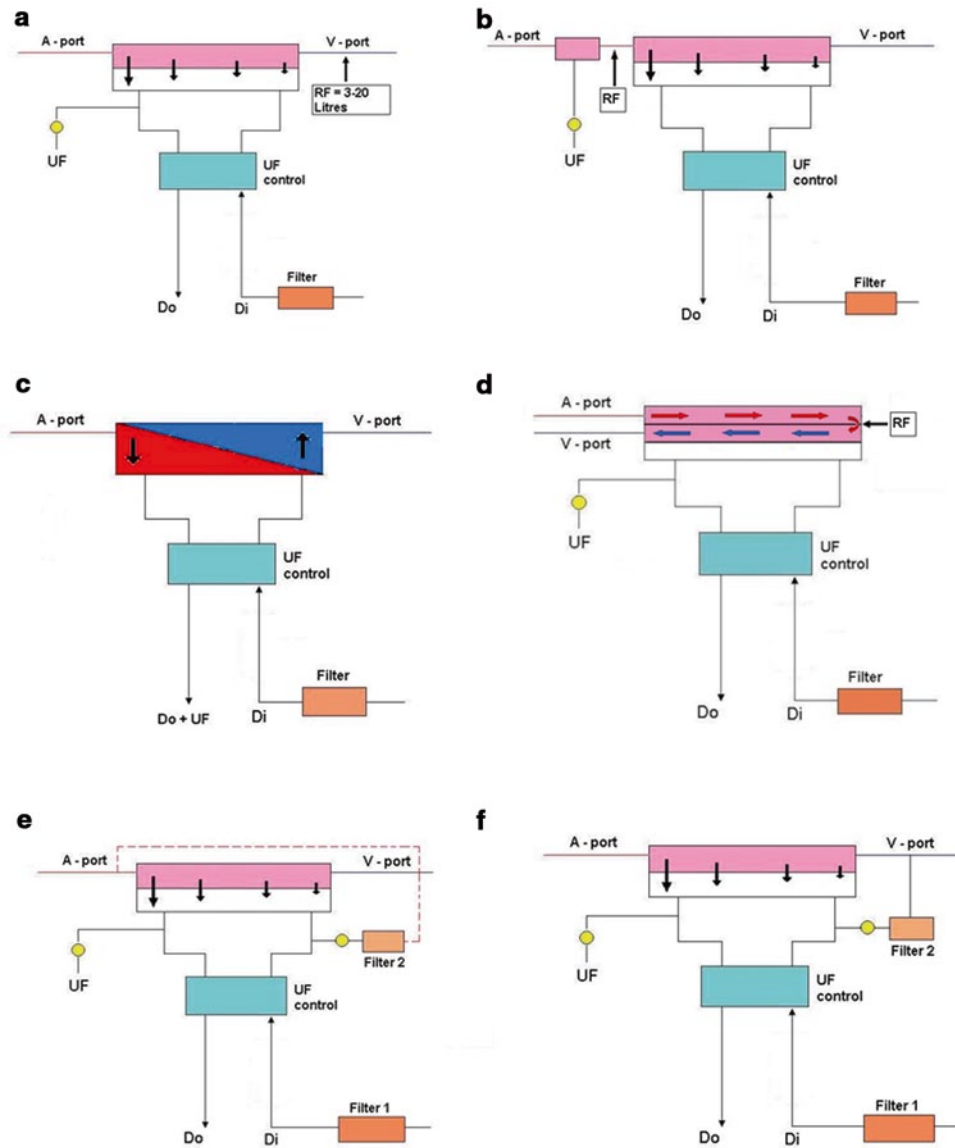 a
A - port
V - port
RF = 3-20
Litres
UF
UF
control
Filter
Do
Di
b
A - port
V - port
RF
UF
UF
control
Filter
Do
Di
c
A - port
V - port
UF
control
Filter
Do + UF
Di
d
A - port
V - port
RF
UF
UF
control
Filter
Do
Di
e
A - port
V - port
Filter 2
UF
UF
control
Filter 1
Do
Di
f
A - port
V - port
Filter 2
UF
UF
control
Filter 1
Do
Di